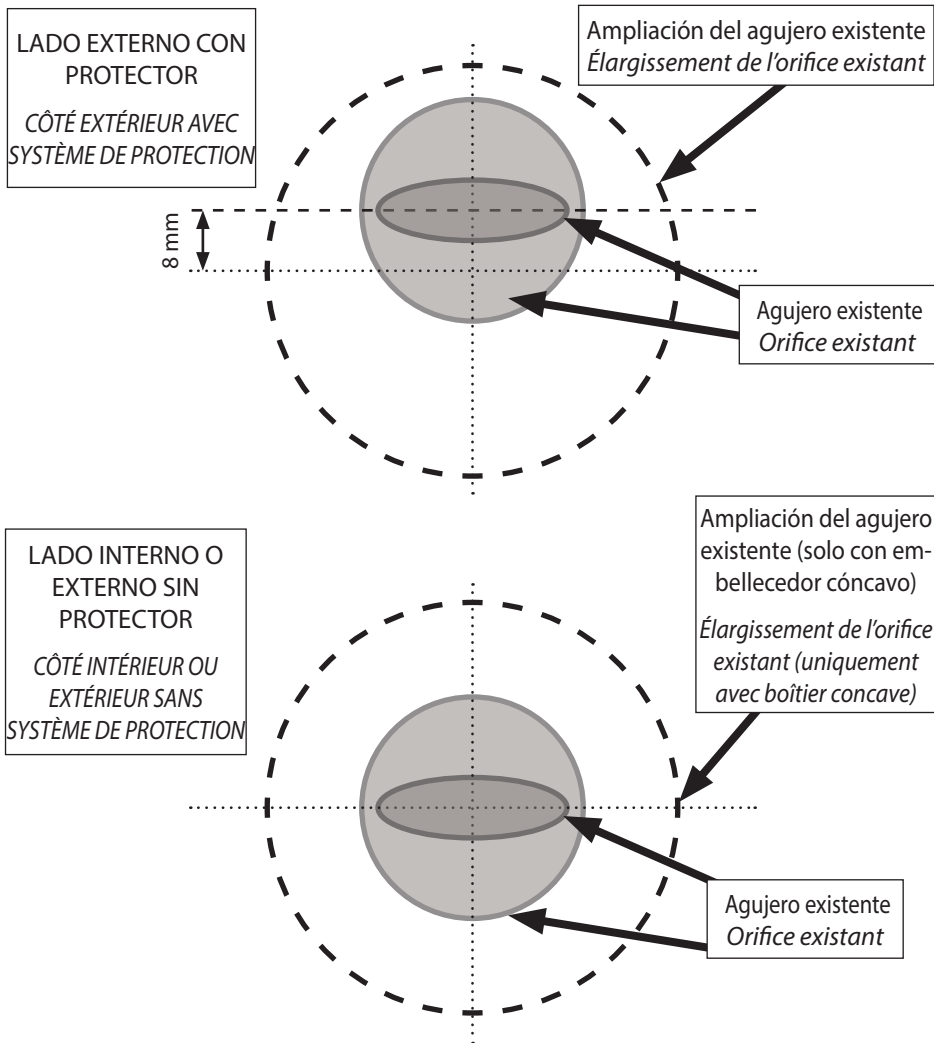 LADO EXTERNO CON
PROTECTOR
CÔTÉ EXTÉRIEUR AVEC
SYSTÈME DE PROTECTION
Ampliación del agujero existente
Élargissement de l'orifice existant
8 mm
Agujero existente
Orifice existant
LADO INTERNO O
EXTERNO SIN
PROTECTOR
CÔTÉ INTÉRIEUR OU
EXTÉRIEUR SANS
SYSTÈME DE PROTECTION
Ampliación del agujero
existente (solo con em-
bellecedor cóncavo)
Élargissement de l'orifice
existant (uniquement
avec boîtier concave)
Agujero existente
Orifice existant